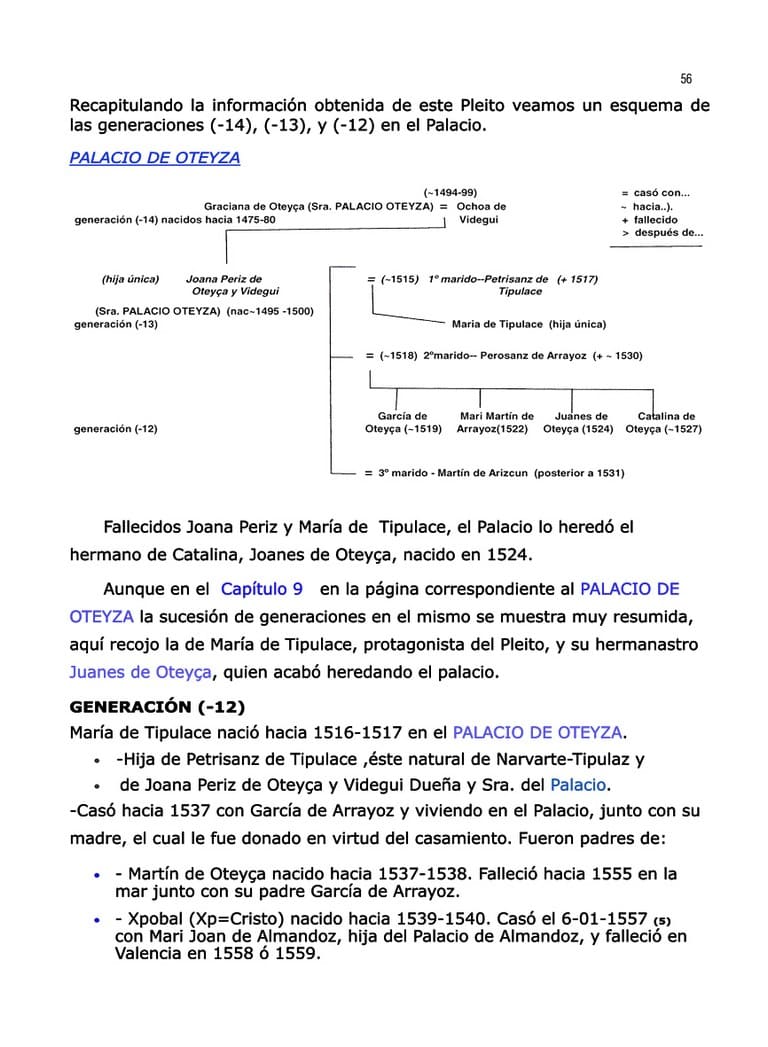 56
Recapitulando la información obtenida de este Pleito veamos un esquema de
las generaciones (-14), (-13), y (-12) en el Palacio.
PALACIO DE OTEYZA
(~1494-99)
Graciana de Oteyça (Sra. PALACIO OTEYZA) = Ochoa de
generación (-14) nacidos hacia 1475-80 Videgui
= casó con...
~ hacia..).
+ fallecido
> después de...
(hija única) Joana Periz de
Oteyça y Videgui
(Sra. PALACIO OTEYZA) (nac~1495 -1500)
generación (-13)
= (~1515) 1º marido--Petrisanz de (+ 1517)
Tipulace
Maria de Tipulace (hija única)
= (~1518) 2ºmarido-- Perosanz de Arrayoz (+ ~ 1530)
García de Mari Martín de Juanes de Catalina de
generación (-12) Oteyça (~1519) Arrayoz(1522) Oteyça (1524) Oteyça (~1527)
= 3º marido - Martín de Arizcun (posterior a 1531)
Fallecidos Joana Periz y María de Tipulace, el Palacio lo heredó el
hermano de Catalina, Joanes de Oteyça, nacido en 1524.
Aunque en el Capítulo 9 en la página correspondiente al PALACIO DE
OTEYZA la sucesión de generaciones en el mismo se muestra muy resumida,
aquí recojo la de María de Tipulace, protagonista del Pleito, y su hermanastro
Juanes de Oteyça, quien acabó heredando el palacio.
GENERACIÓN (-12)
María de Tipulace nació hacia 1516-1517 en el PALACIO DE OTEYZA.
• -Hija de Petrisanz de Tipulace ,éste natural de Narvarte-Tipulaz y
• de Joana Periz de Oteyça y Videgui Dueña y Sra. del Palacio.
-Casó hacia 1537 con García de Arrayoz y viviendo en el Palacio, junto con su
madre, el cual le fue donado en virtud del casamiento. Fueron padres de:
• - Martín de Oteyça nacido hacia 1537-1538. Falleció hacia 1555 en la
mar junto con su padre García de Arrayoz.
• - Xpobal (Xp=Cristo) nacido hacia 1539-1540. Casó el 6-01-1557 (5)
con Mari Joan de Almandoz, hija del Palacio de Almandoz, y falleció en
Valencia en 1558 ó 1559.